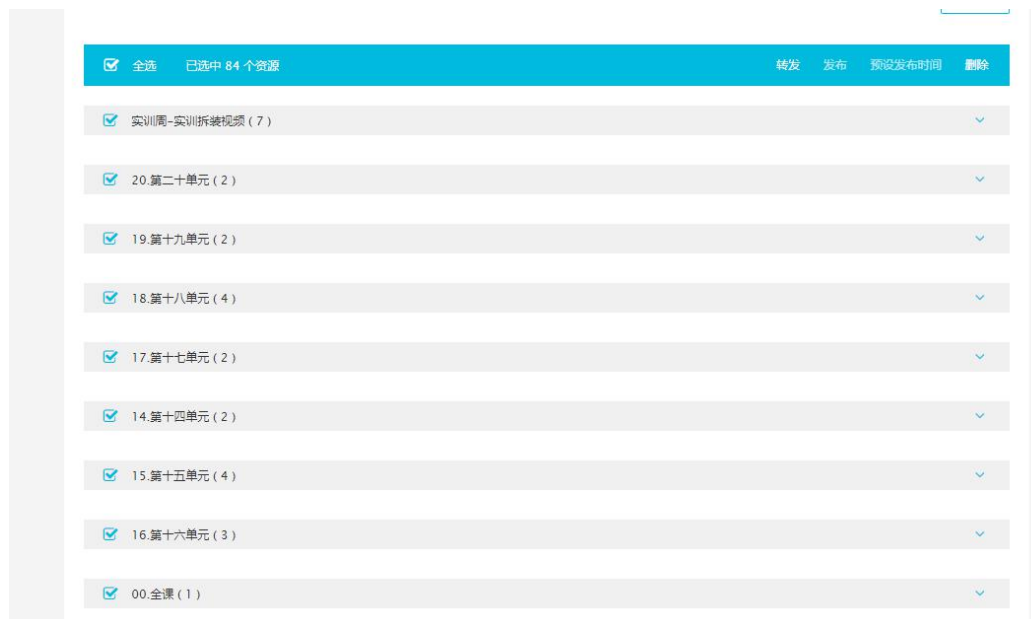 全选 已选中 84 个资源 转发 发布 预设发布时间 删除
实训周-实训拆装视频 ( 7 )
20.第二十单元 ( 2 )
19.第十九单元 ( 2 )
18.第十八单元 ( 4 )
17.第十七单元 ( 2 )
14.第十四单元 ( 2 )
15.第十五单元 ( 4 )
16.第十六单元 ( 3 )
00.全课 ( 1 )